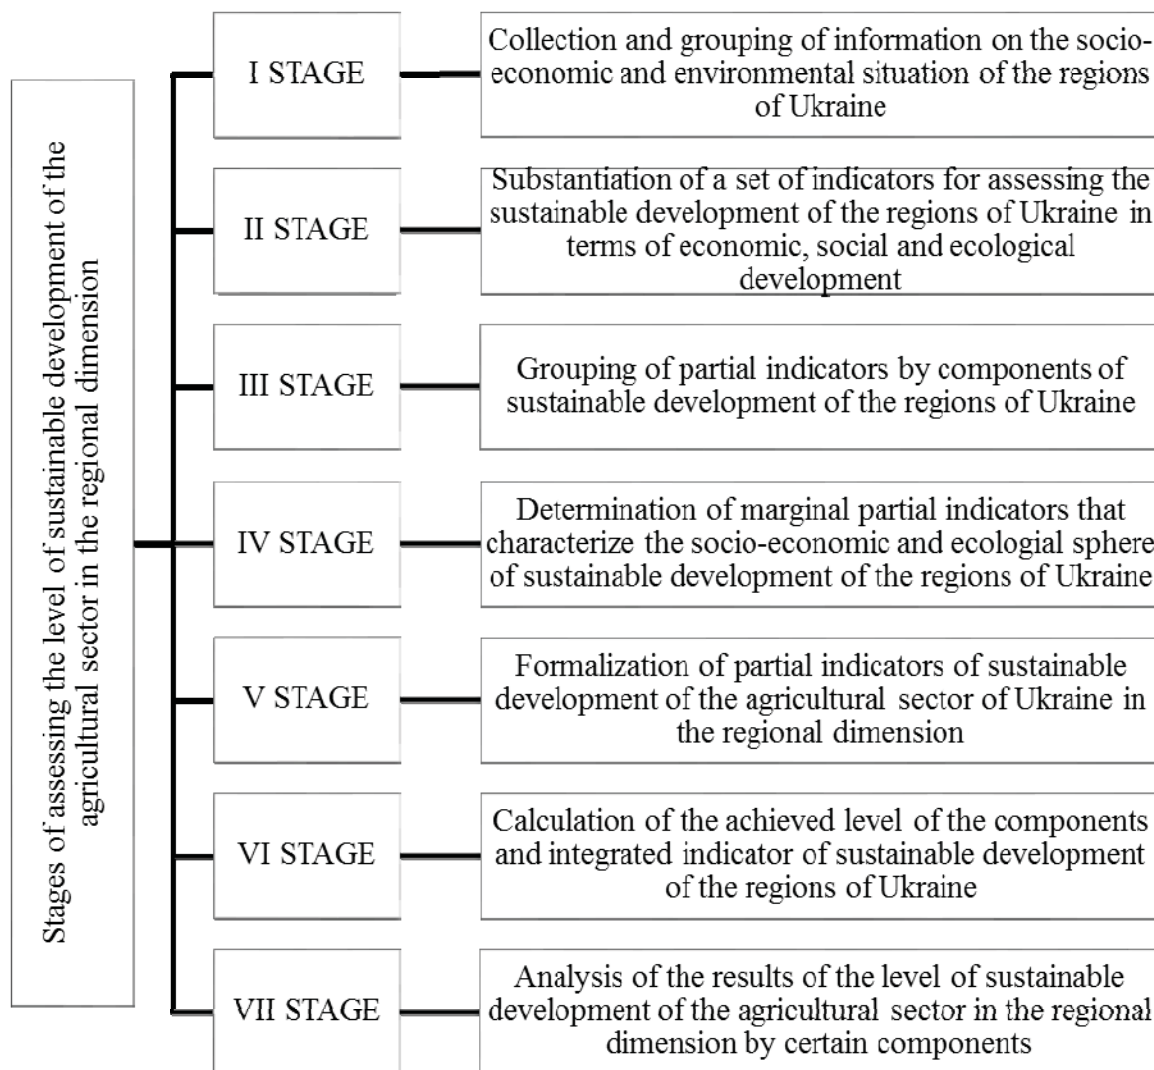 Stages of assessing the level of sustainable development of the
agricultural sector in the regional dimension
I STAGE
Collection and grouping of information on the socio-
economic and environmental situation of the regions
of Ukraine
II STAGE
Substantiation of a set of indicators for assessing the
sustainable development of the regions of Ukraine in
terms of economic, social and ecological
development
III STAGE
Grouping of partial indicators by components of
sustainable development of the regions of Ukraine
IV STAGE
Determination of marginal partial indicators that
characterize the socio-economic and ecologial sphere
of sustainable development of the regions of Ukraine
V STAGE
Formalization of partial indicators of sustainable
development of the agricultural sector of Ukraine in
the regional dimension
VI STAGE
Calculation of the achieved level of the components
and integrated indicator of sustainable development
of the regions of Ukraine
VII STAGE
Analysis of the results of the level of sustainable
development of the agricultural sector in the regional
dimension by certain components